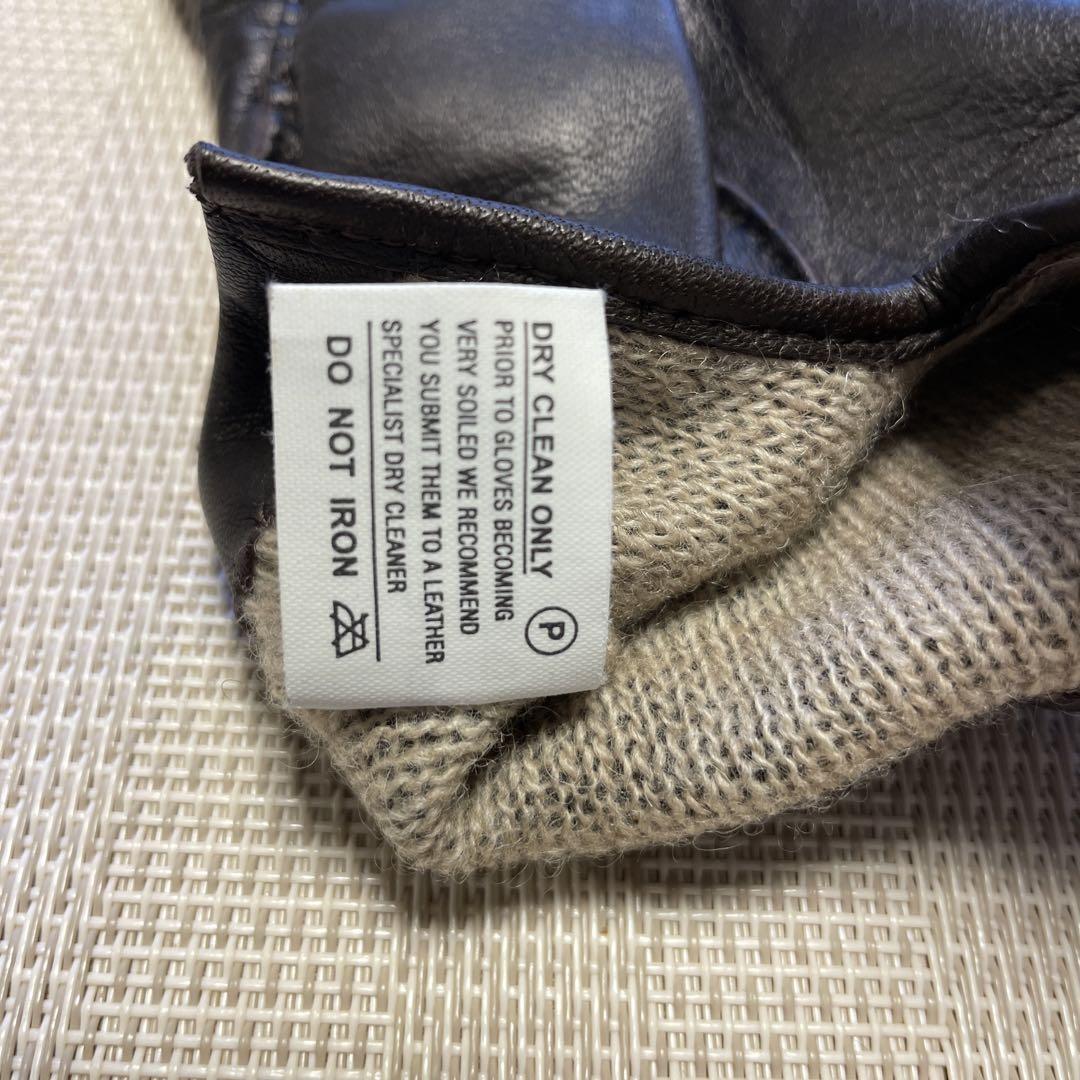 DRY CLEAN ONLY Ⓟ
PRIOR TO GLOVES BECOMING
VERY SOILED WE RECOMMEND
YOU SUBMIT THEM TO A LEATHER
SPECIALIST DRY CLEANER
DO NOT IRON